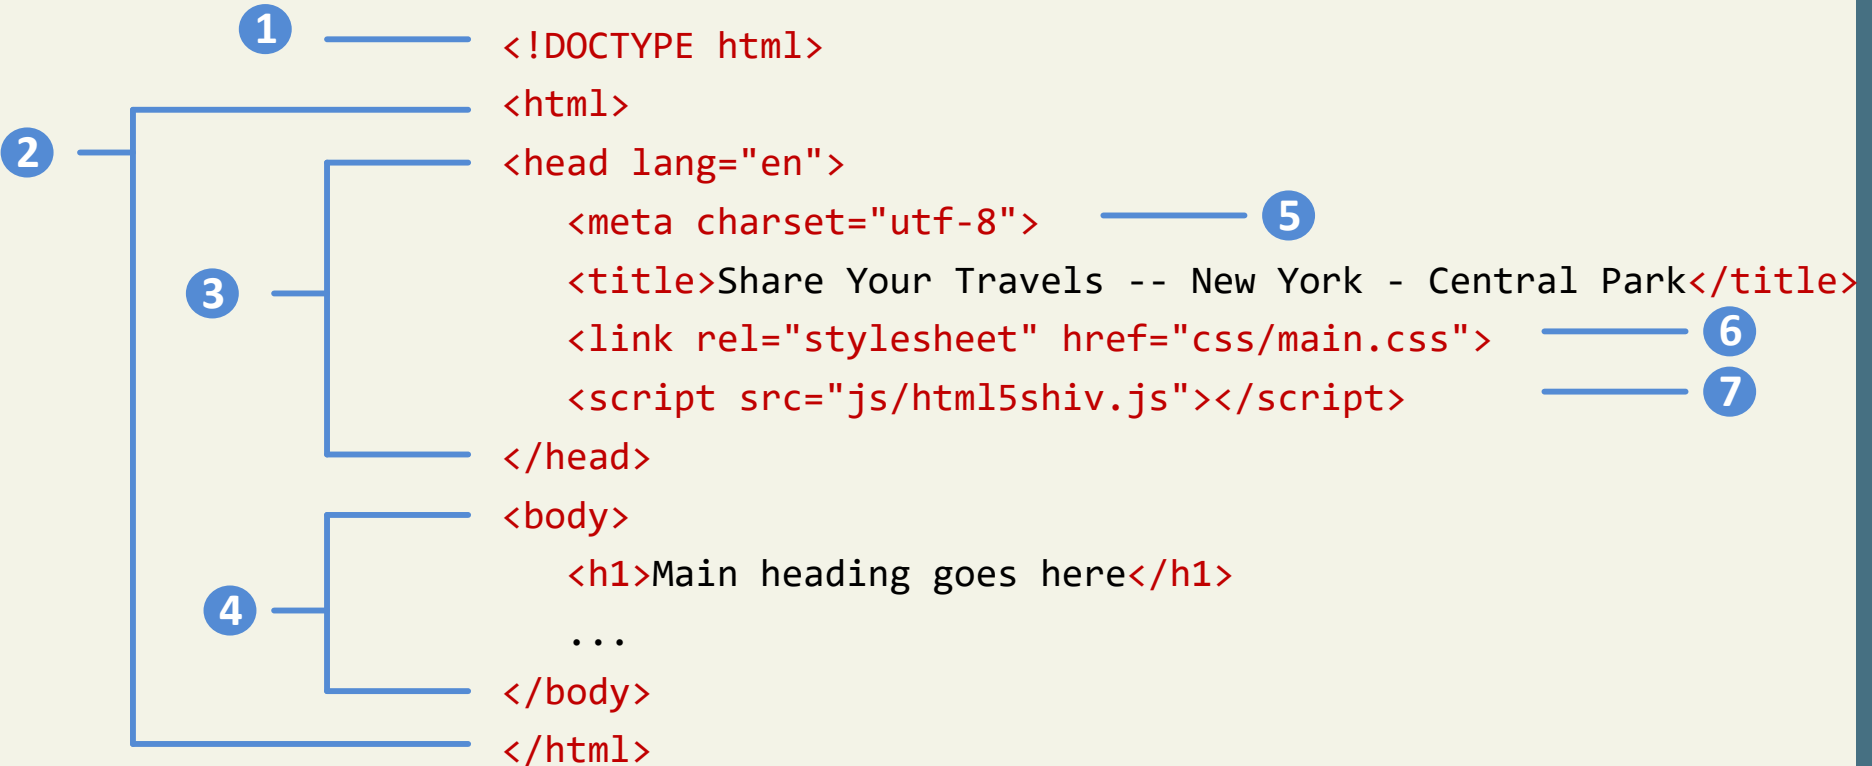 1 <!DOCTYPE html>
<html>
2 <head lang="en">
<meta charset="utf-8"> 5
3 <title>Share Your Travels -- New York - Central Park</title>
<link rel="stylesheet" href="css/main.css"> 6
<script src="js/html5shiv.js"></script> 7
</head>
<body>
4 <h1>Main heading goes here</h1>
...
</body>
</html>